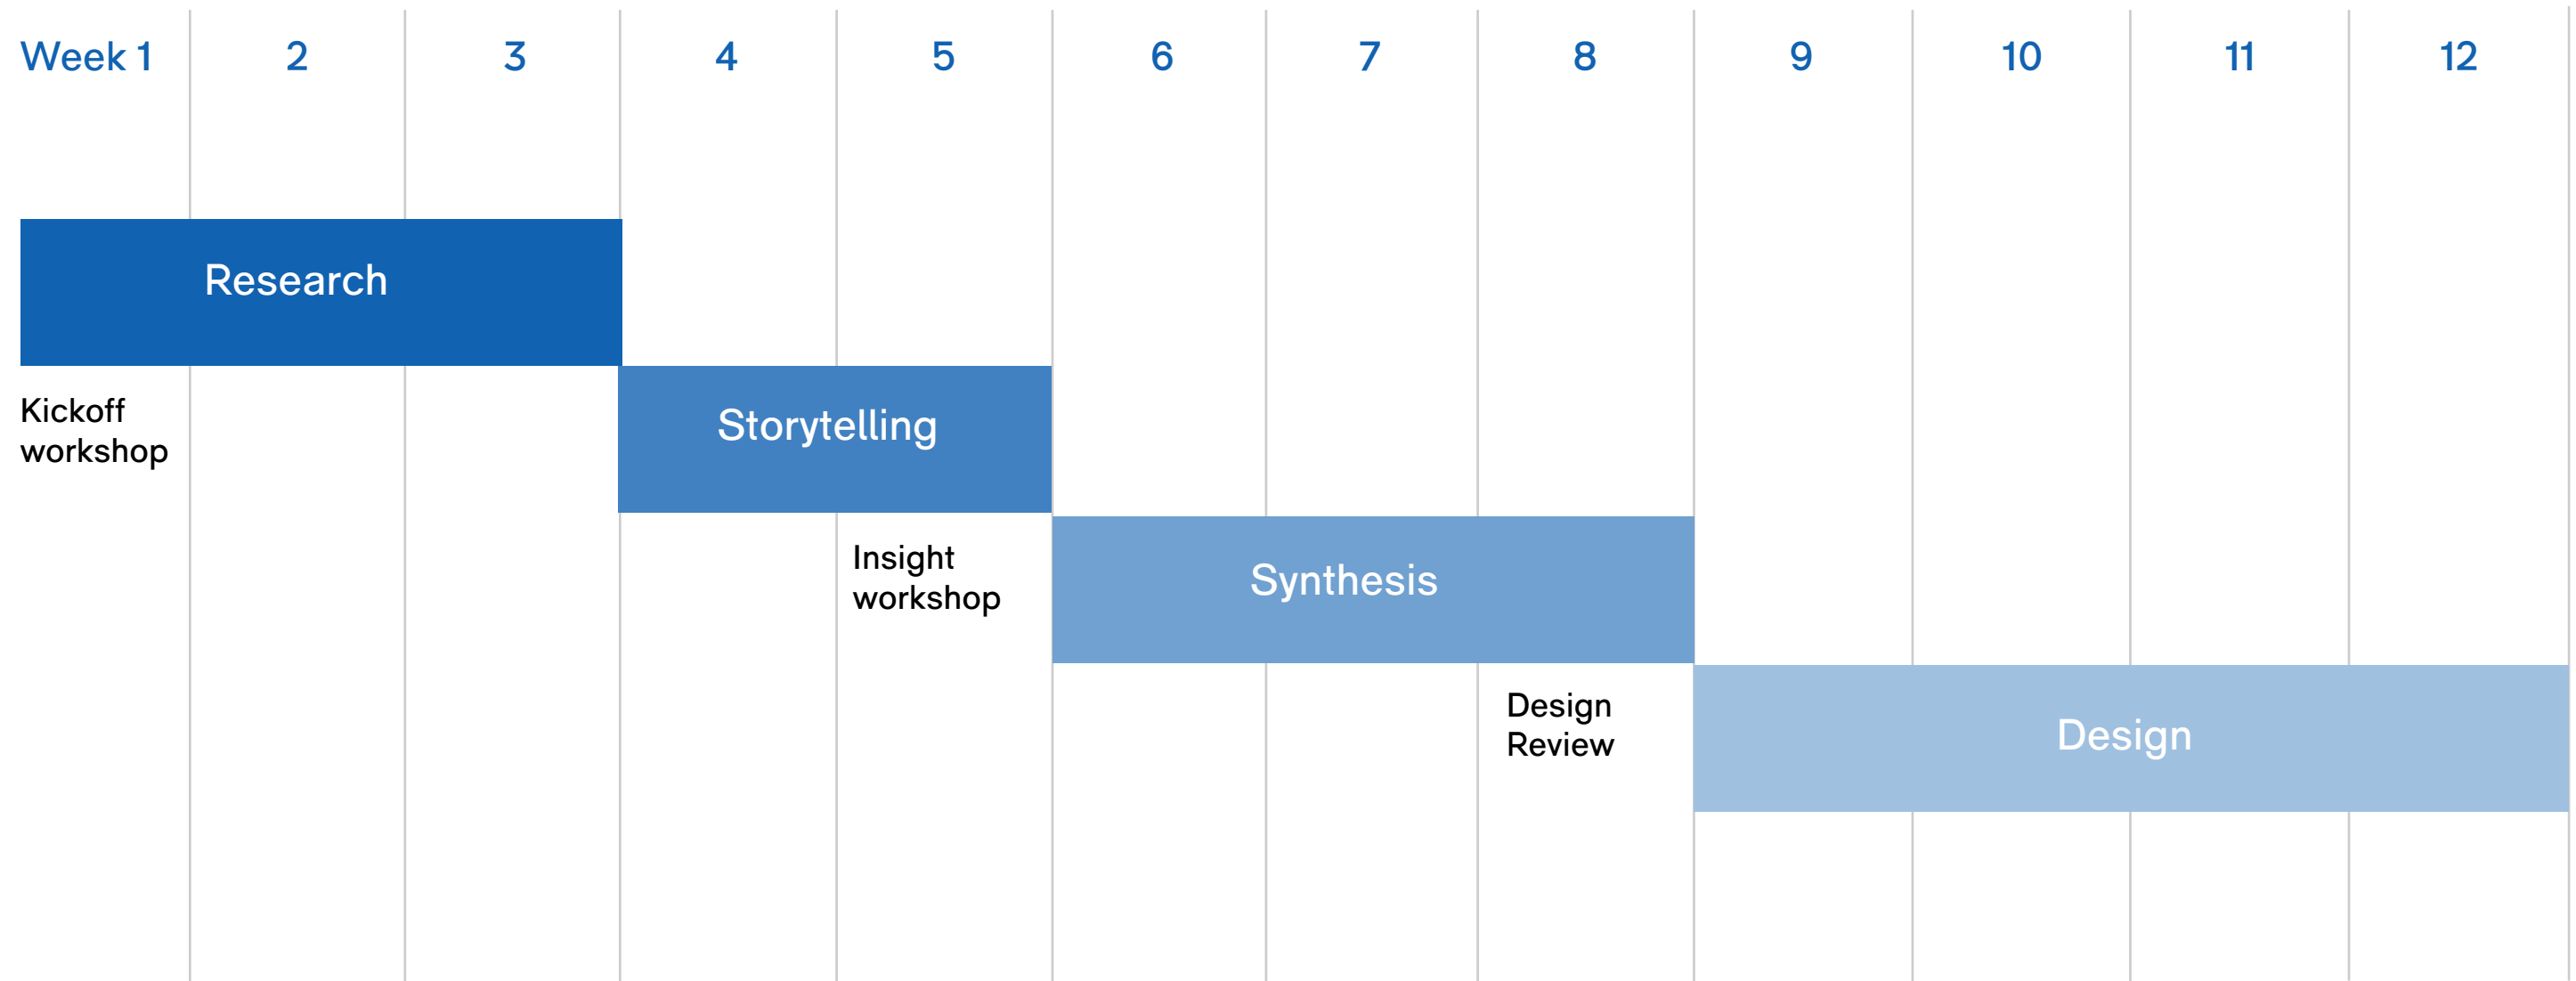 Week 1 2 3 4 5 6 7 8 9 10 11 12
Research
Kickoff
workshop
Storytelling
Insight
workshop
Synthesis
Design
Review
Design